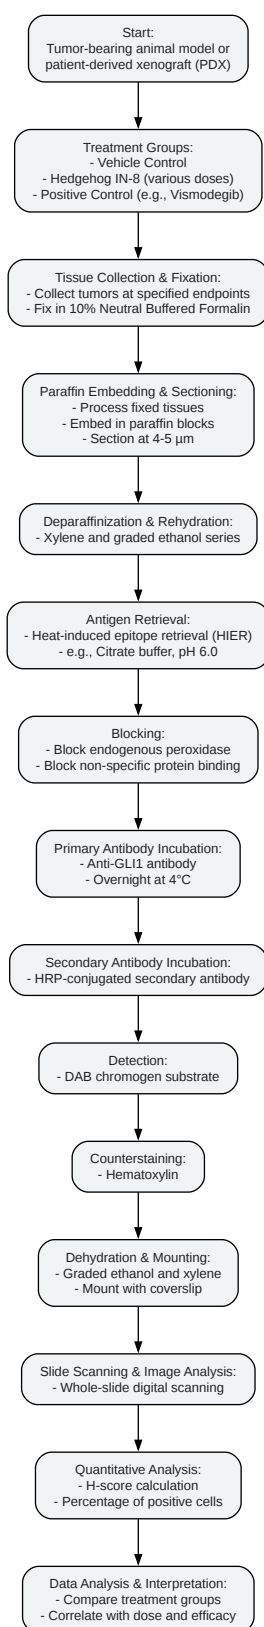 Start:
Tumor-bearing animal model or
patient-derived xenograft (PDX)
Treatment Groups:
- Vehicle Control
- Hedgehog IN-8 (various doses)
- Positive Control (e.g., Vismodegib)
Tissue Collection & Fixation:
- Collect tumors at specified endpoints
- Fix in 10% Neutral Buffered Formalin
Paraffin Embedding & Sectioning:
- Process fixed tissues
- Embed in paraffin blocks
- Section at 4-5 µm
Deparaffinization & Rehydration:
- Xylene and graded ethanol series
Antigen Retrieval:
- Heat-induced epitope retrieval (HIER)
- e.g., Citrate buffer, pH 6.0
Blocking:
- Block endogenous peroxidase
- Block non-specific protein binding
Primary Antibody Incubation:
- Anti-GLI1 antibody
- Overnight at 4°C
Secondary Antibody Incubation:
- HRP-conjugated secondary antibody
Detection:
- DAB chromogen substrate
Counterstaining:
- Hematoxylin
Dehydration & Mounting:
- Graded ethanol and xylene
- Mount with coverslip
Slide Scanning & Image Analysis:
- Whole-slide digital scanning
Quantitative Analysis:
- H-score calculation
- Percentage of positive cells
Data Analysis & Interpretation:
- Compare treatment groups
- Correlate with dose and efficacy